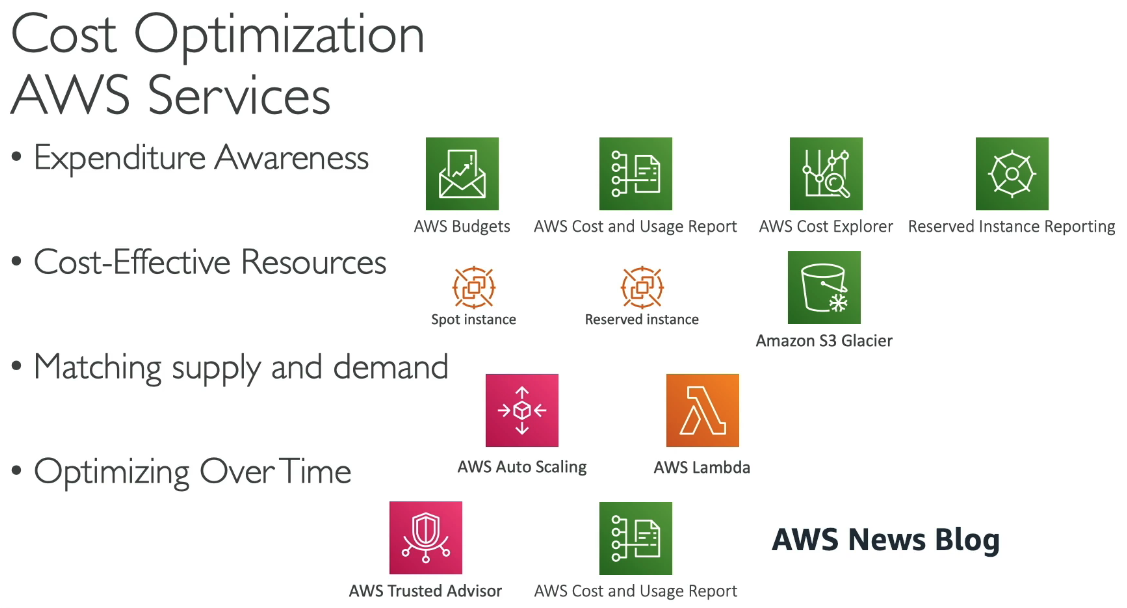 Cost Optimization
AWS Services
• Expenditure Awareness
AWS Budgets
AWS Cost and Usage Report
AWS Cost Explorer
Reserved Instance Reporting
• Cost-Effective Resources
Spot instance
Reserved instance
Amazon S3 Glacier
• Matching supply and demand
AWS Auto Scaling
AWS Lambda
• Optimizing Over Time
AWS Trusted Advisor
AWS Cost and Usage Report
AWS News Blog